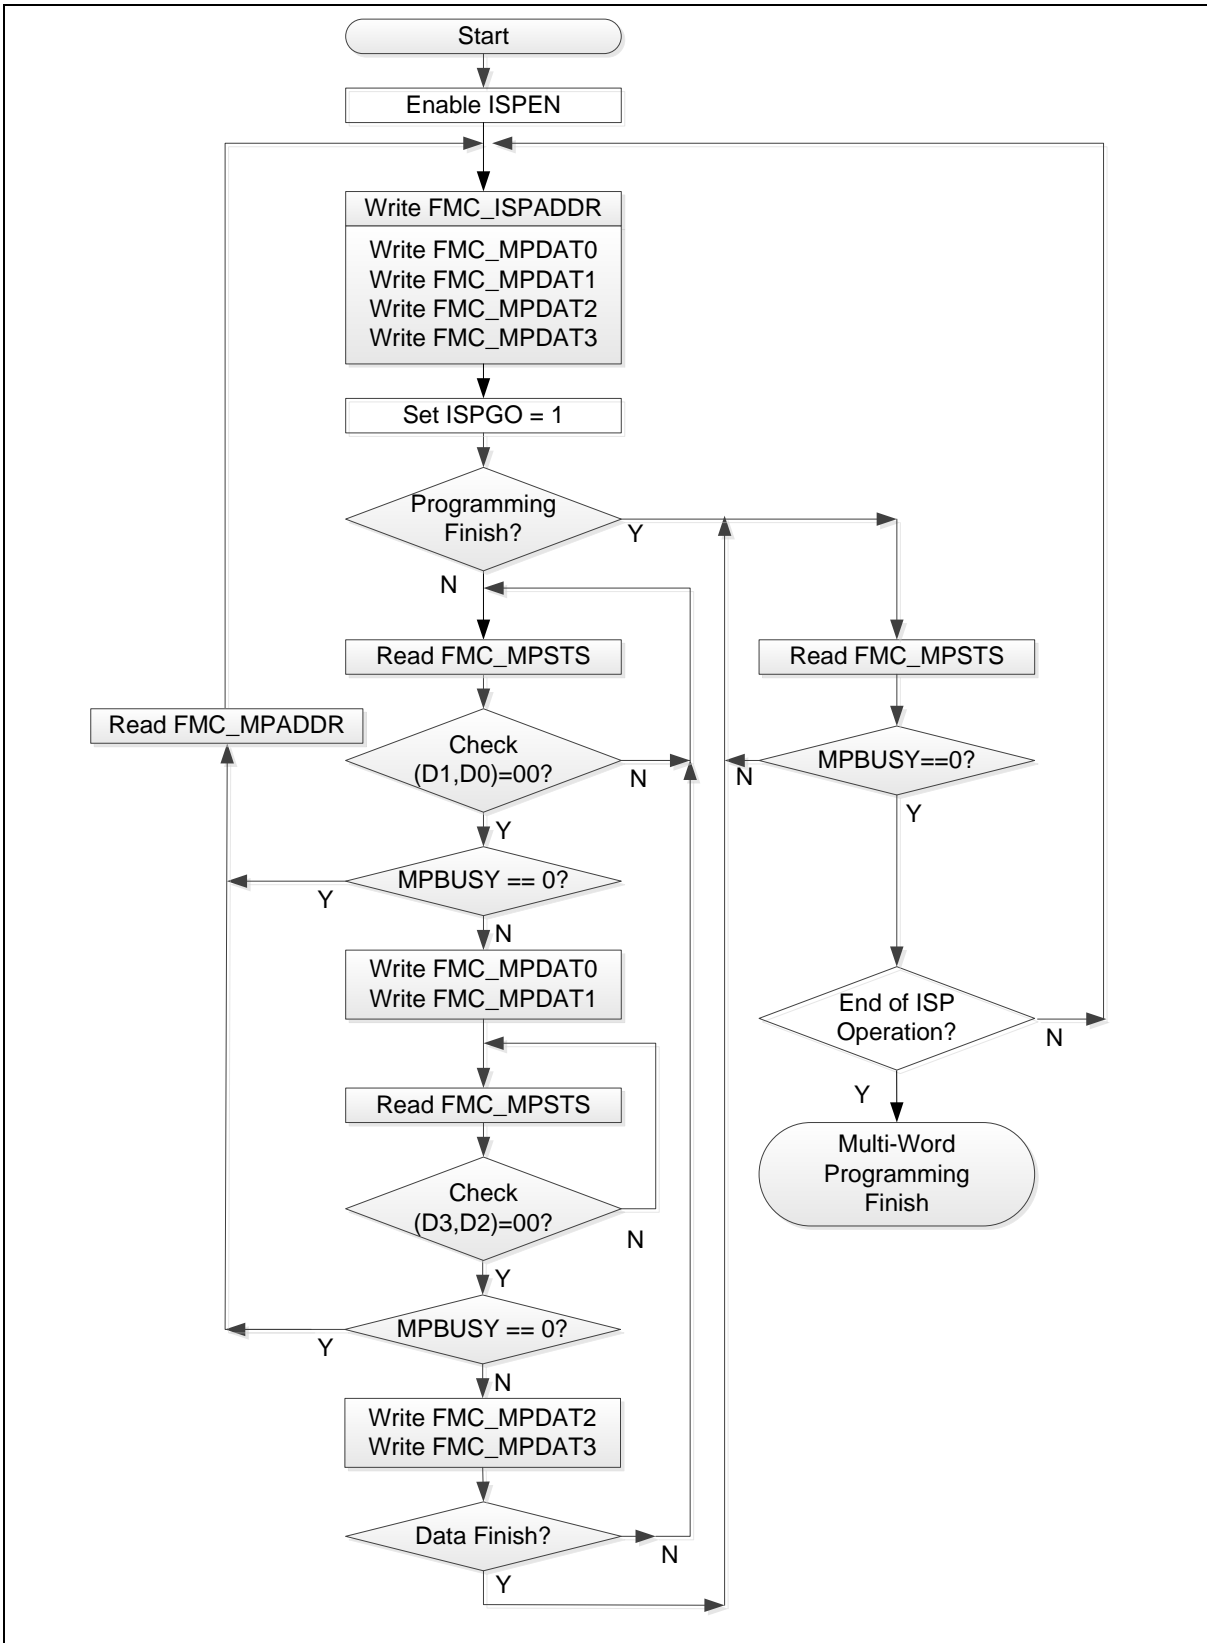 Start
Enable ISPEN
Write FMC_ISPADDR
Write FMC_MPDAT0
Write FMC_MPDAT1
Write FMC_MPDAT2
Write FMC_MPDAT3
Set ISPGO = 1
Programming
Finish?
Y
N
Read FMC_MPSTS
Read FMC_MPSTS
Read FMC_MPADDR
Check
(D1,D0)=00?
N
MPBUSY==0?
N
Y
Y
MPBUSY == 0?
Y
N
Write FMC_MPDAT0
Write FMC_MPDAT1
End of ISP
Operation?
N
Y
Read FMC_MPSTS
Multi-Word
Programming
Finish
Check
(D3,D2)=00?
N
Y
MPBUSY == 0?
Y
N
Write FMC_MPDAT2
Write FMC_MPDAT3
Data Finish?
N
Y